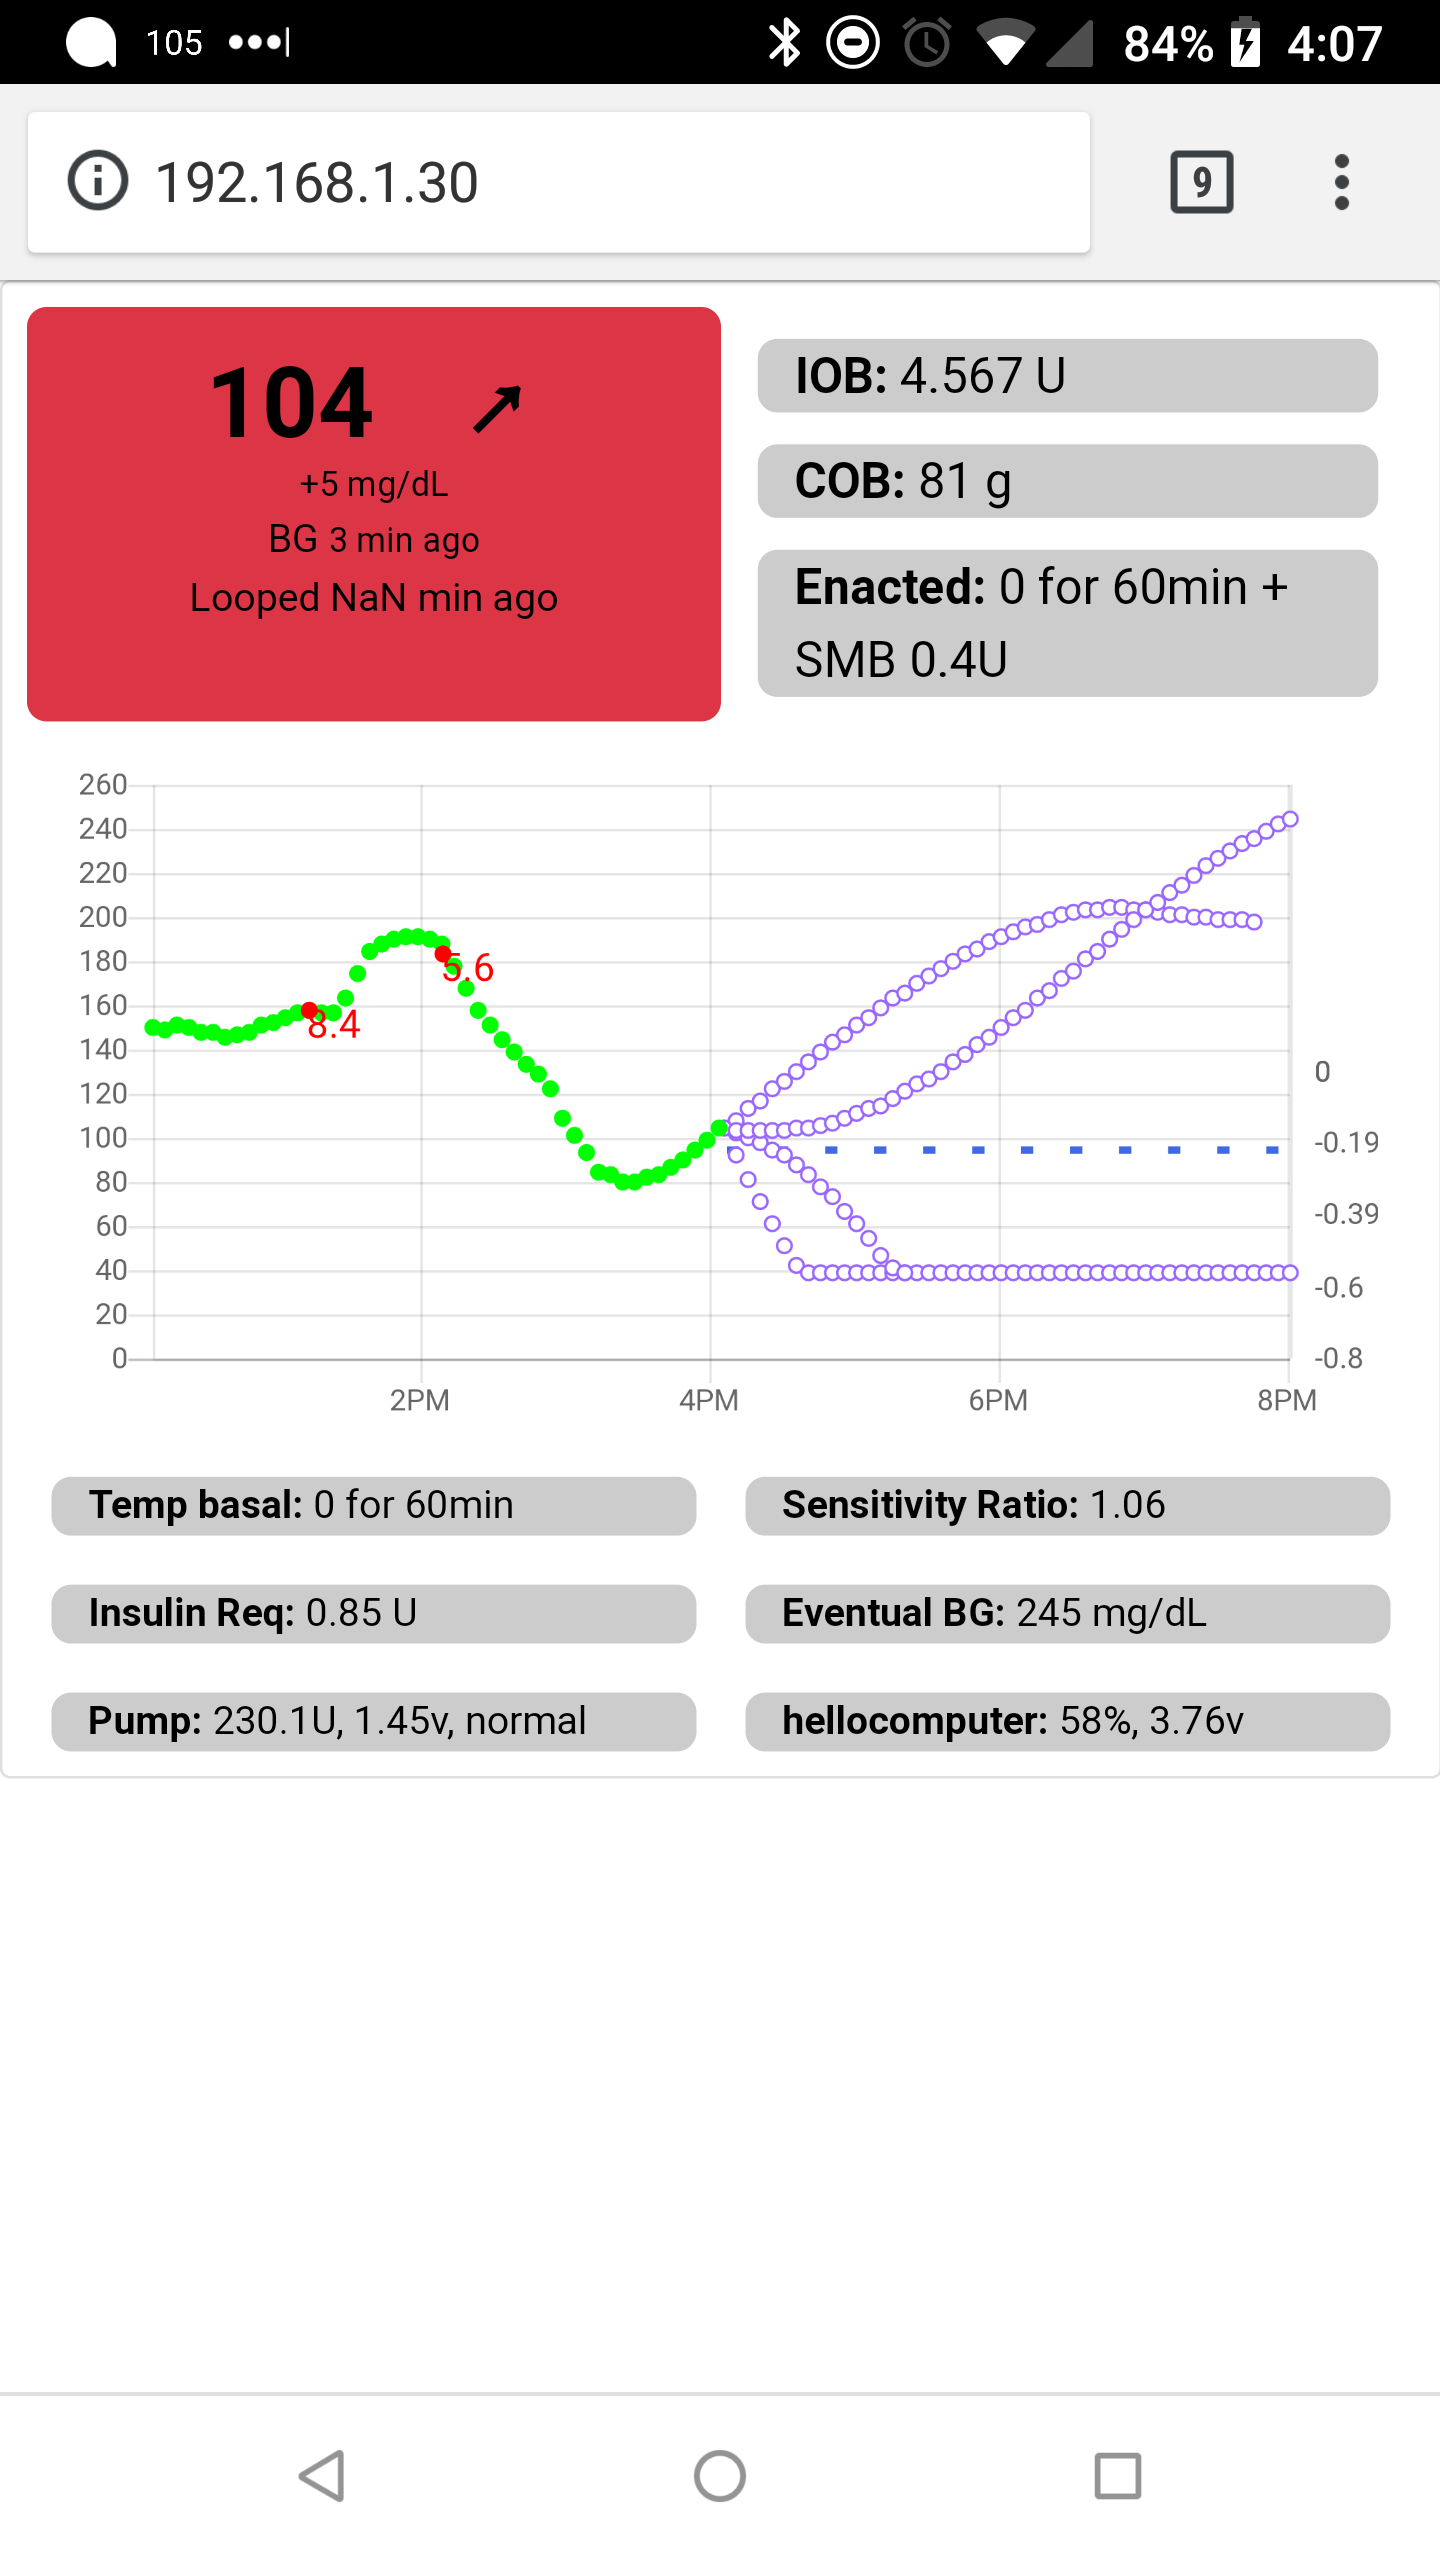 105
84% 4:07
192.168.1.30
9
104 ↗
+5 mg/dL
BG 3 min ago
Looped NaN min ago
IOB: 4.567 U
COB: 81 g
Enacted: 0 for 60min +
SMB 0.4U
260
240
220
200
180
160
140
120
100
80
60
40
20
0
5.6
8.4
0
-0.19
-0.39
-0.6
-0.8
2PM 4PM 6PM 8PM
Temp basal: 0 for 60min
Sensitivity Ratio: 1.06
Insulin Req: 0.85 U
Eventual BG: 245 mg/dL
Pump: 230.1U, 1.45v, normal
hellocomputer: 58%, 3.76v